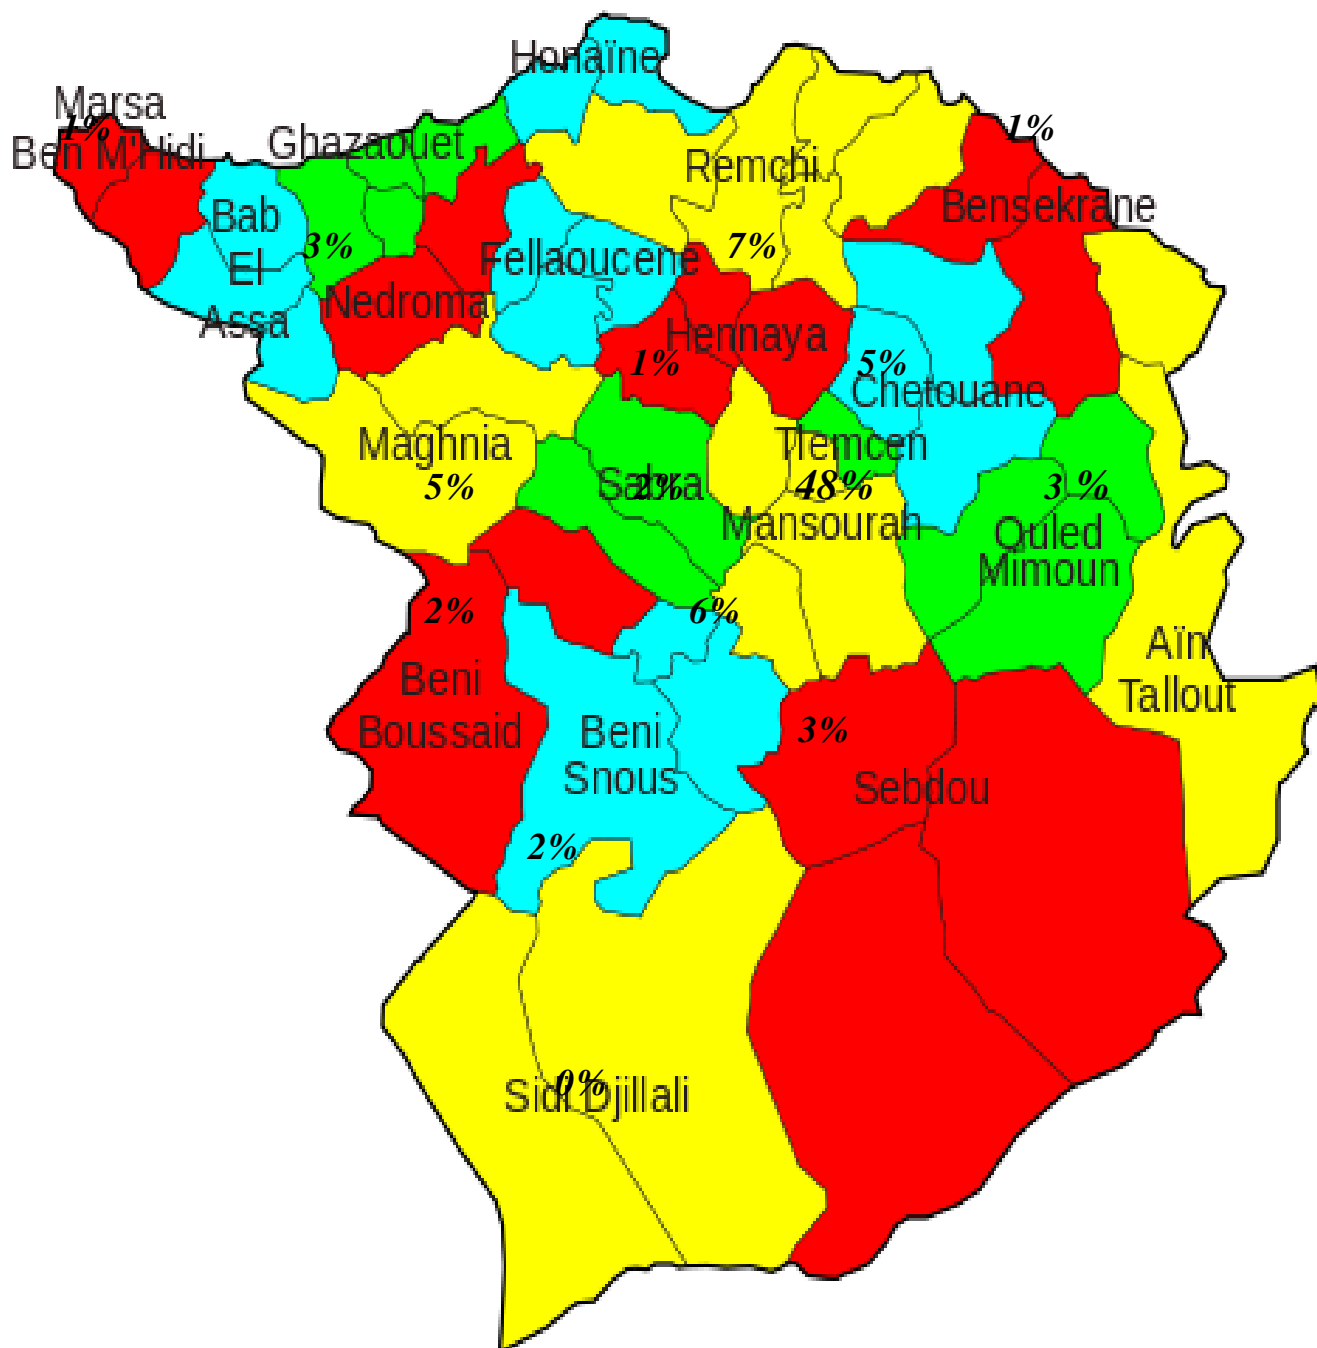 Honaïne
Marsa
1%
Ben M'Hidi
Ghazaouet
1%
Remchi
Bensekrane
Bab
El
Assa
3%
Fellaoucene
7%
Nedroma
Hennaya
1%
5%
Chetouane
Maghnia
5%
Sabra
2%
Tlemcen
48%
Mansourah
3 %
Ouled
Mimoun
2%
6%
Aïn
Tallout
Beni
Boussaid
Beni
Snous
3%
Sebdou
2%
0%
Sidi Djillali